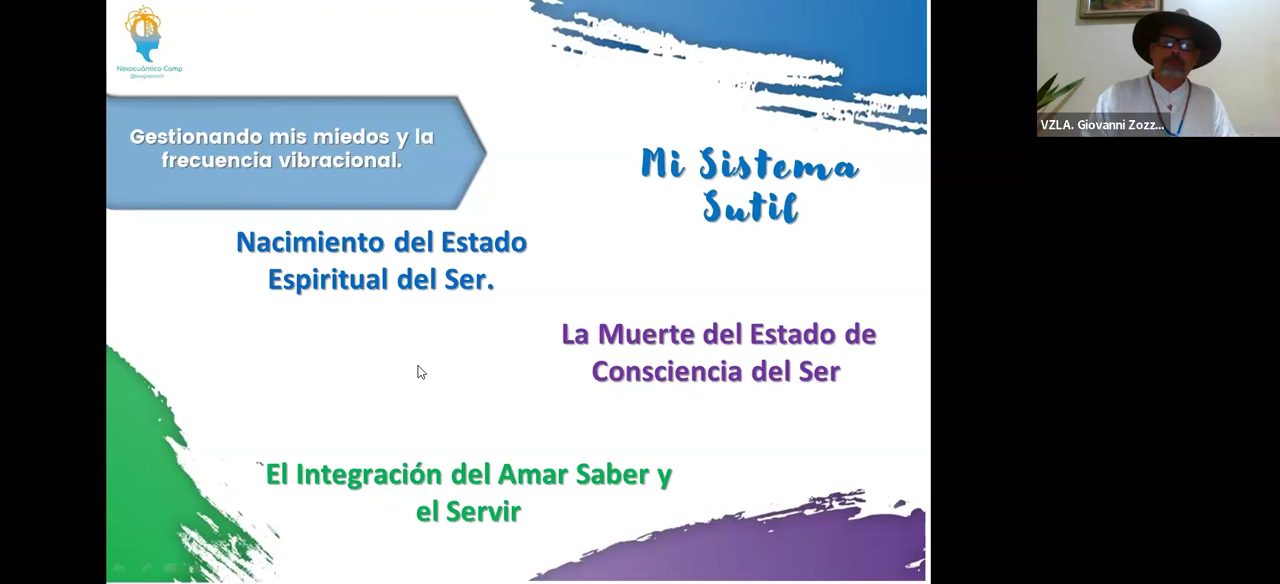 Nexocuántico Camp
VZLA. Giovanni Zozz...
Gestionando mis miedos y la
frecuencia vibracional.
Mi Sistema
Sutil
Nacimiento del Estado
Espiritual del Ser.
La Muerte del Estado de
Consciencia del Ser
`El Integración del Amar Saber y
el Servir